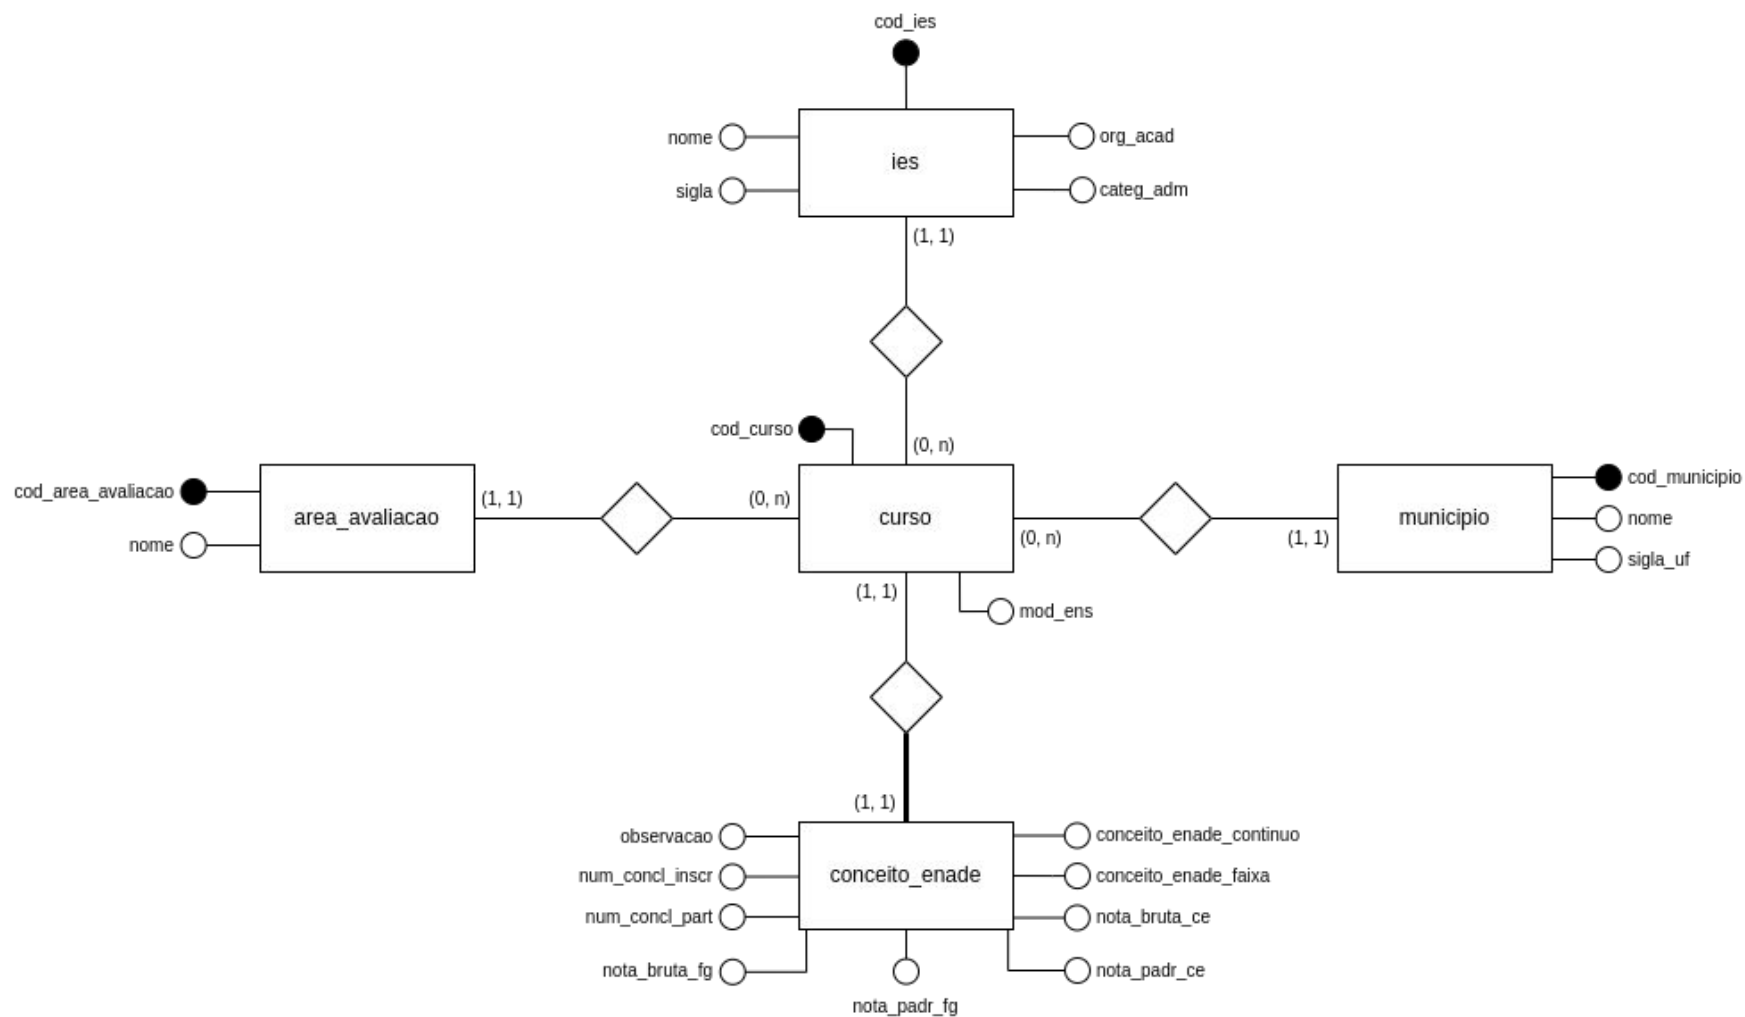 cod_ies
nome
org_acad
ies
sigla
categ_adm
(1, 1)
cod_curso
(0, n)
cod_area_avaliacao
(1, 1)
(0, n)
cod_municipio
area_avaliacao
curso
municipio
nome
nome
(0, n)
(1, 1)
sigla_uf
(1, 1)
mod_ens
(1, 1)
observacao
conceito_enade_continuo
num_concl_inscr
conceito_enade
conceito_enade_faixa
num_concl_part
nota_bruta_ce
nota_bruta_fg
nota_padr_ce
nota_padr_fg